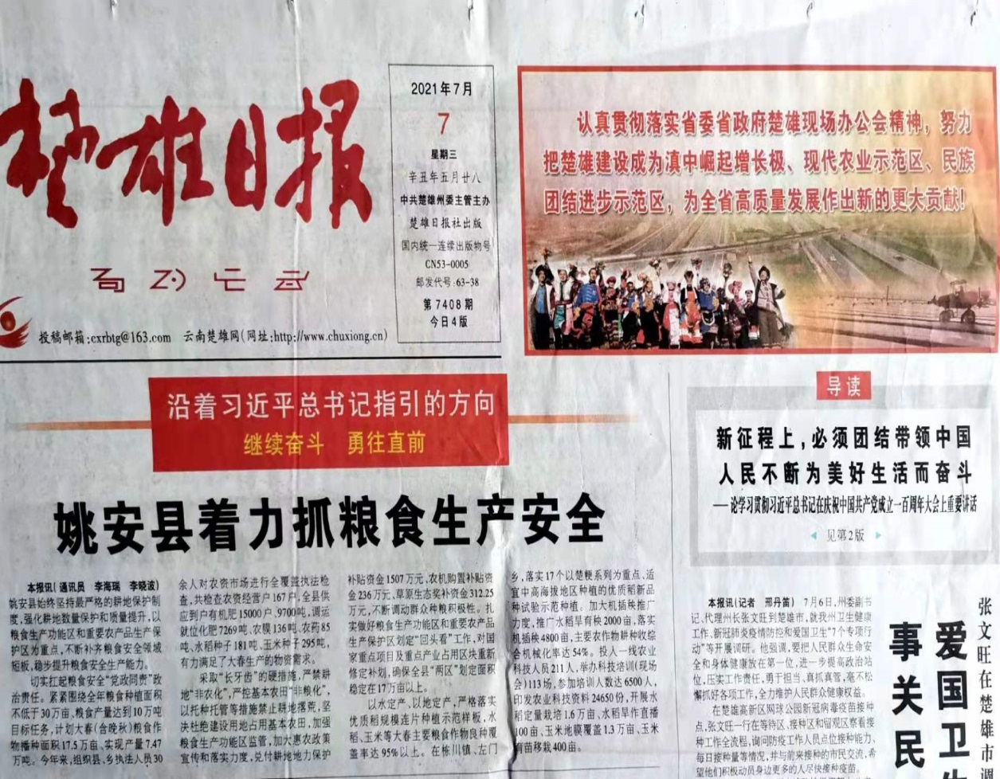 楚雄日报
2021年7月
7
星期三
辛丑年五月廿八
中共楚雄州委主管主办
楚雄日报社出版
国内统一连续出版物号
CN53-0005
邮发代号:63-38
第7408期
今日4版
投稿邮箱:cxrbtg@163.com 云南楚雄网(网址:http://www.chuxiong.cn)
认真贯彻落实省委省政府楚雄现场办公会精神，努力
把楚雄建设成为滇中崛起增长极、现代农业示范区、民族
团结进步示范区，为全省高质量发展作出新的更大贡献!
沿着习近平总书记指引的方向
继续奋斗 勇往直前
姚安县着力抓粮食生产安全
本报讯(通讯员 李海瑞 李晓波)
姚安县始终坚持最严格的耕地保护制
度，强化耕地数量保护和质量提升，以
粮食生产功能区和重要农产品生产保
护区为重点，不断补齐粮食安全领域
短板，稳步提升粮食安全生产能力。
切实扛起粮食安全“党政同责”政
治责任。紧紧围绕全年粮食种植面积
不低于30万亩，粮食产量达到10万吨
目标任务，计划大春(含晚秋)粮食作
物播种面积17.5万亩、实现产量7.47
万吨。今年来，组织县、乡执法人员30
余人对农资市场进行全覆盖执法检
查，共检查农资经营户167户，全县供
应到户有机肥15000户、9700吨，调运
就位化肥7269吨、农膜136吨、农药85
吨、水稻种子181吨、玉米种子295吨，
有力满足了大春生产的物资需求。
采取“长牙齿”的硬措施，严禁耕
地“非农化”，严控基本农田“非粮化”，
以托种托管等措施禁止耕地撂荒，坚
决杜绝建设用地占用基本农田，加强
粮食生产功能区监管，加大惠农政策
宣传和落实力度，兑付耕地地力保护
补贴资金1507万元，农机购置补贴资
金236万元，草原生态奖补资金312.25
万元，不断调动群众种粮积极性。扎
实做好粮食生产功能区和重要农产品
生产保护区划定“回头看”工作，对国
家重点项目及重点产业占用区块重新
修定补划，确保全县“两区”划定面积
稳定在17万亩以上。
以水定产，以地定产，严格落实
优质稻规模连片种植示范样板，水
稻、玉米等大春主要粮食作物良种覆
盖率达95%以上。在栋川镇、左门
乡，落实17个以楚粳系列为重点、适
宜中高海拔地区种植的优质稻新品
种试验示范种植。加大机插秧推广
力度，推广水稻旱育秧2000亩，落实
机插秧4800亩，主要农作物耕种收综
合机械化率达54%。投入一线农业
科技人员211人，举办科技培训(现场
会)113场，参加培训人数达6500人，
印发农业科技资料24650份，开展水
稻定量栽培1.6万亩、水稻旱作直播
100亩、玉米地膜覆盖1.3万亩、玉米
育苗移栽400亩。
导读
新征程上，必须团结带领中国
人民不断为美好生活而奋斗
——论学习贯彻习近平总书记在庆祝中国共产党成立一百周年大会上重要讲话
见第2版
本报讯(记者 邢丹笛) 7月6日，州委副书
记、代理州长张文旺到楚雄市，就我州卫生健康
工作、新冠肺炎疫情防控和爱国卫生“7个专项行
动”等开展调研。他强调，要把人民群众生命安
全和身体健康放在第一位，进一步提高政治站
位，压实工作责任，勇于担当、真抓真管，毫不松
懈抓好各项工作，全力维护人民群众健康权益。
在楚雄高新区网球公园新冠病毒疫苗接种
点，张文旺一行在等待区、接种区和留观区察看接
种工作全流程，询问防疫工作人员点位接种能力、
每日接种量等情况，并与前来接种的市民交流，希
望他们积极动员身边更多的人尽快接种疫苗。
张文旺在楚雄市调
爱国卫生
事关民